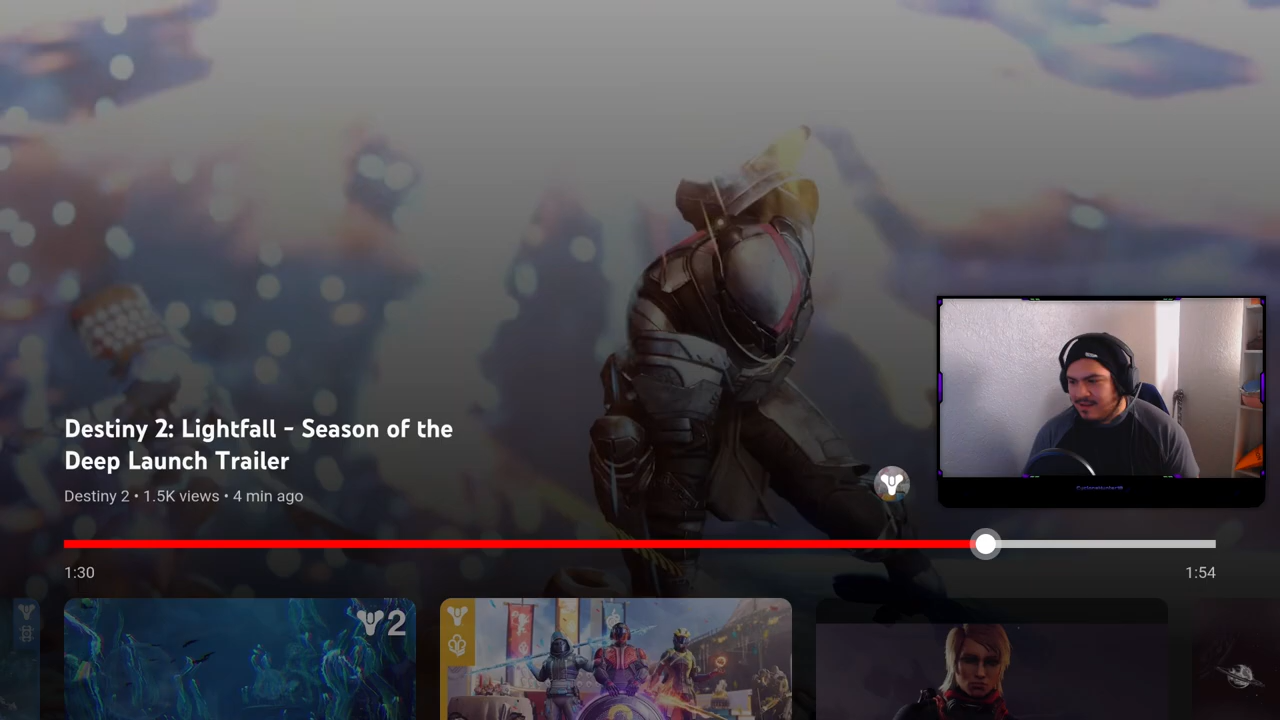 Destiny 2: Lightfall - Season of the
Deep Launch Trailer
Destiny 2 • 1.5K views • 4 min ago
1:30
1:54
2